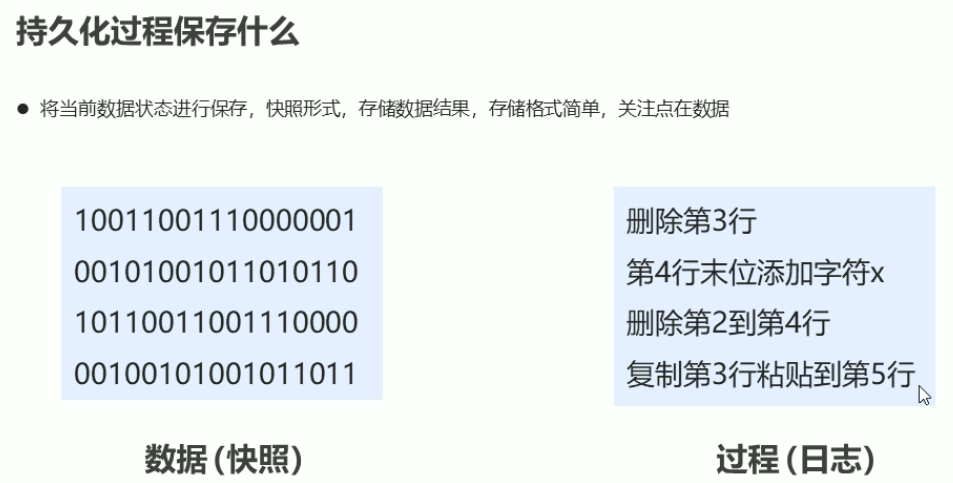 持久化过程保存什么
● 将当前数据状态进行保存，快照形式，存储数据结果，存储格式简单，关注点在数据
10011001110000001
00101001011010110
10110011001110000
00100101001011011
数据（快照）
删除第3行
第4行末位添加字符x
删除第2到第4行
复制第3行粘贴到第5行
过程（日志）